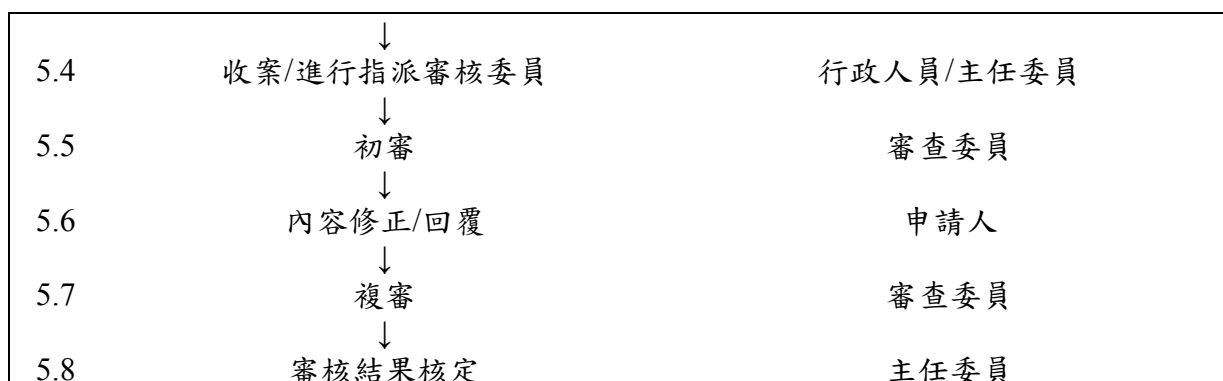 ↓
5.4 收案/進行指派審核委員 行政人員/主任委員
↓
5.5 初審 審查委員
↓
5.6 內容修正/回覆 申請人
↓
5.7 複審 審查委員
↓
5.8 審核結果核定 主任委員